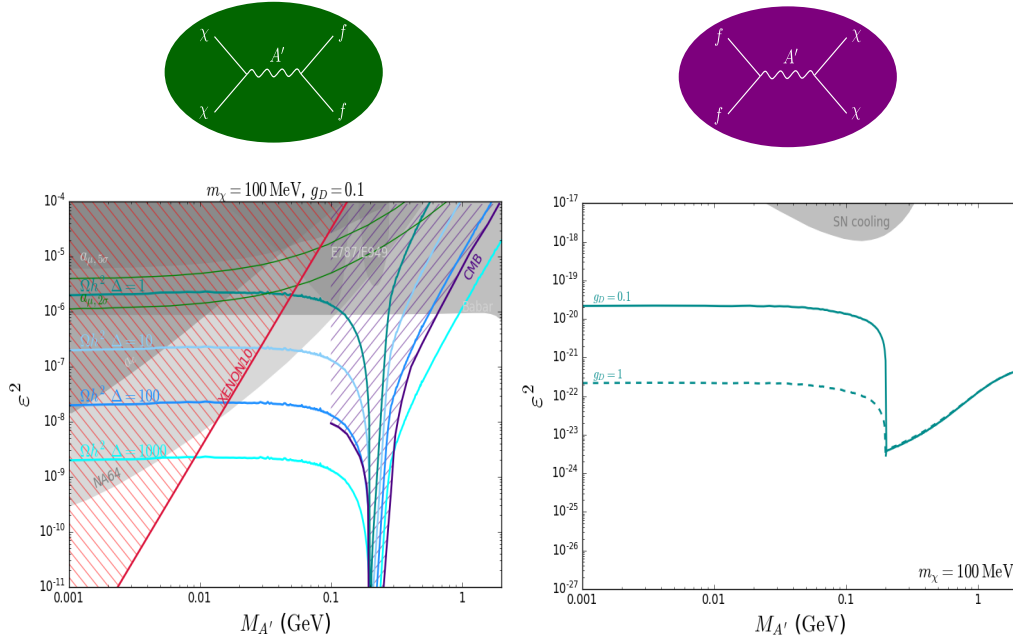 χ f
A′
χ f
f χ
A′
f χ
m_χ = 100 MeV, g_D = 0.1
10^-4
10^-5
10^-6
10^-7
10^-8
10^-9
10^-10
10^-11
ε²
0.001 0.01 0.1 1
M_A′ (GeV)
a_μ,5σ
Ωh² Δ = 1
a_μ,2σ
Ωh² Δ = 10
Ωh² Δ = 100
Ωh² Δ = 1000
NA64
XENON10
E787/E949
CMB
BaBar
10^-17
10^-18
10^-19
10^-20
10^-21
10^-22
10^-23
10^-24
10^-25
10^-26
10^-27
ε²
SN cooling
g_D = 0.1
g_D = 1
m_χ = 100 MeV
0.001 0.01 0.1 1
M_A′ (GeV)